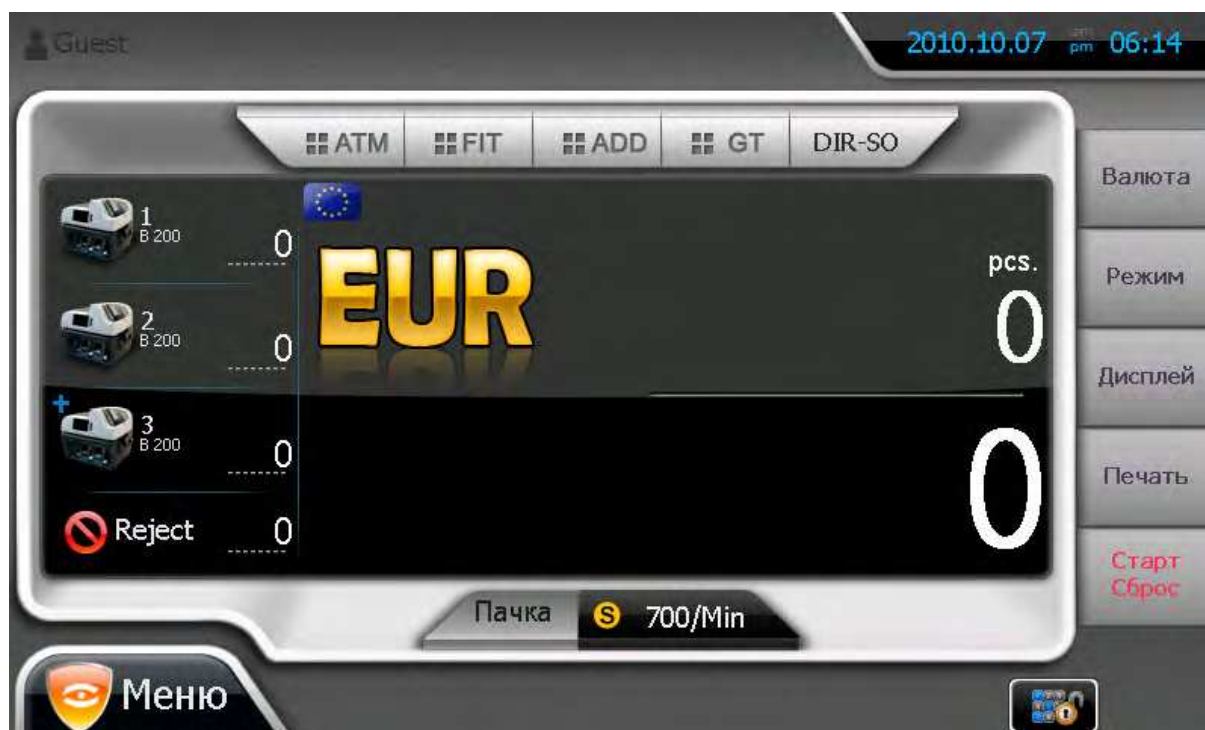 Guest
2010.10.07 am pm 06:14
ATM FIT ADD GT DIR-SO
Валюта
Режим
Дисплей
Печать
Старт
Сброс
1
B 200
0
2
B 200
0
3
B 200
0
Reject 0
EUR
pcs.
0
0
Пачка S 700/Min
Меню